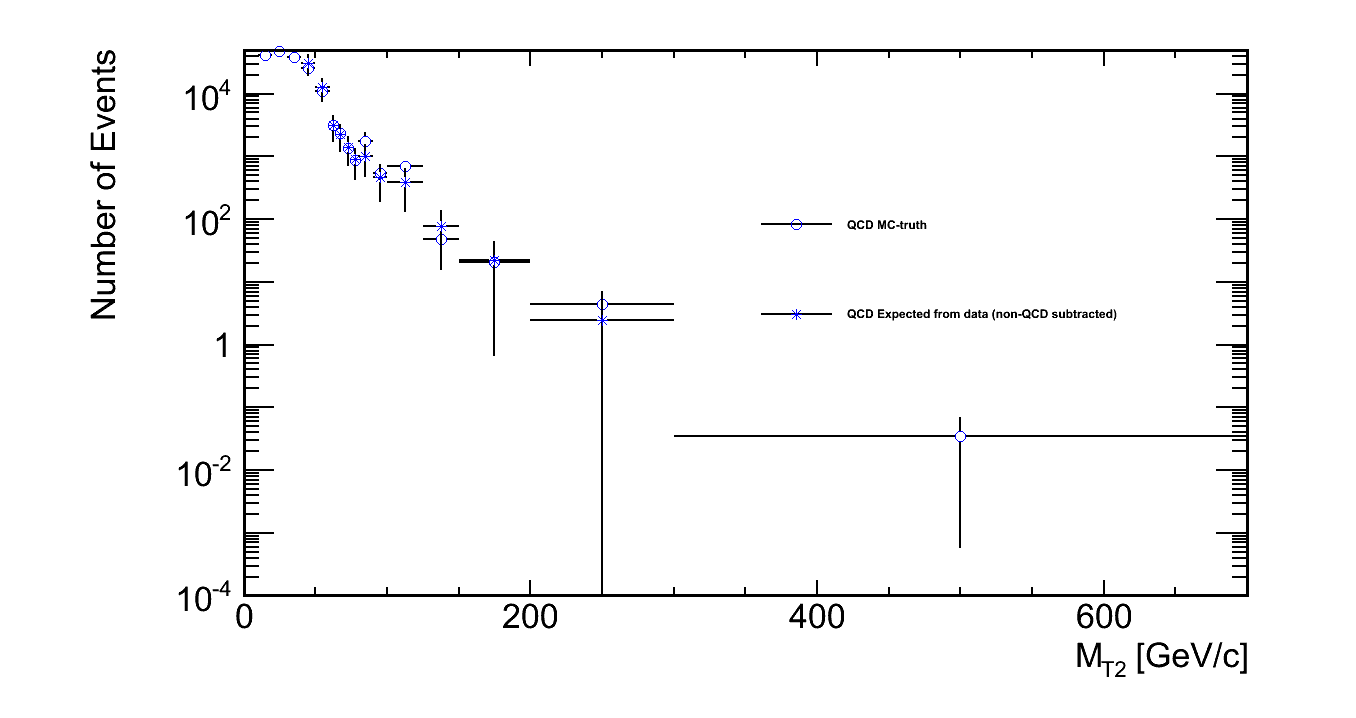 Number of Events
10^4
10^2
1
10^-2
10^-4
QCD MC-truth
QCD Expected from data (non-QCD subtracted)
0 200 400 600
M_T2 [GeV/c]